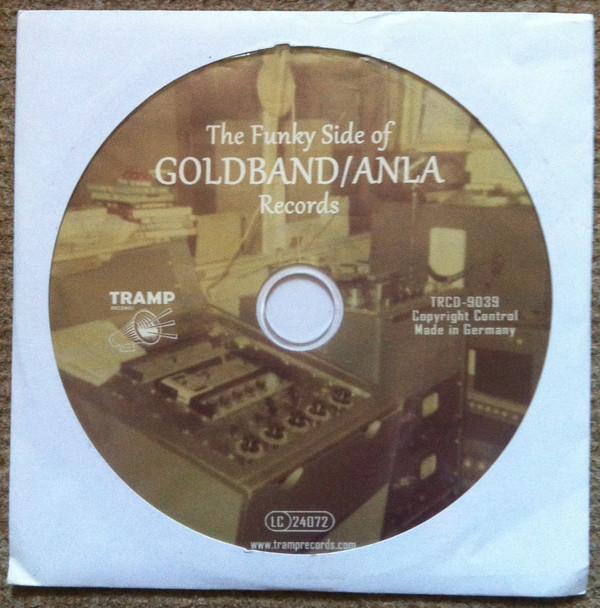 The Funky Side of
GOLDBAND/ANLA
Records
TRAMP
RECORDS
TRCD-9039
Copyright Control
Made in Germany
LC 24072
www.tramprecords.com